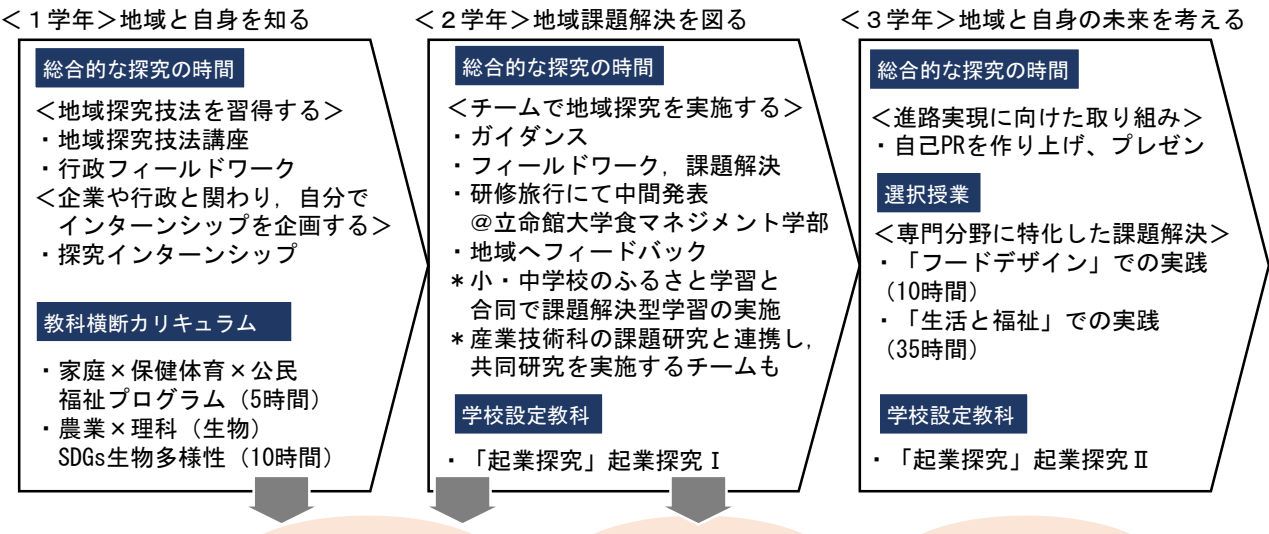 ＜１学年＞地域と自身を知る
総合的な探究の時間
＜地域探究技法を習得する＞
・地域探究技法講座
・行政フィールドワーク
＜企業や行政と関わり，自分で
インターンシップを企画する＞
・探究インターンシップ
教科横断カリキュラム
・家庭×保健体育×公民
福祉プログラム（5時間）
・農業×理科（生物）
SDGs生物多様性（10時間）
＜２学年＞地域課題解決を図る
総合的な探究の時間
＜チームで地域探究を実施する＞
・ガイダンス
・フィールドワーク，課題解決
・研修旅行にて中間発表
＠立命館大学食マネジメント学部
・地域へフィードバック
＊小・中学校のふるさと学習と
合同で課題解決型学習の実施
＊産業技術科の課題研究と連携し，
共同研究を実施するチームも
学校設定教科
・「起業探究」起業探究Ⅰ
＜３学年＞地域と自身の未来を考える
総合的な探究の時間
＜進路実現に向けた取り組み＞
・自己PRを作り上げ、プレゼン
選択授業
＜専門分野に特化した課題解決＞
・「フードデザイン」での実践
（10時間）
・「生活と福祉」での実践
（35時間）
学校設定教科
・「起業探究」起業探究Ⅱ